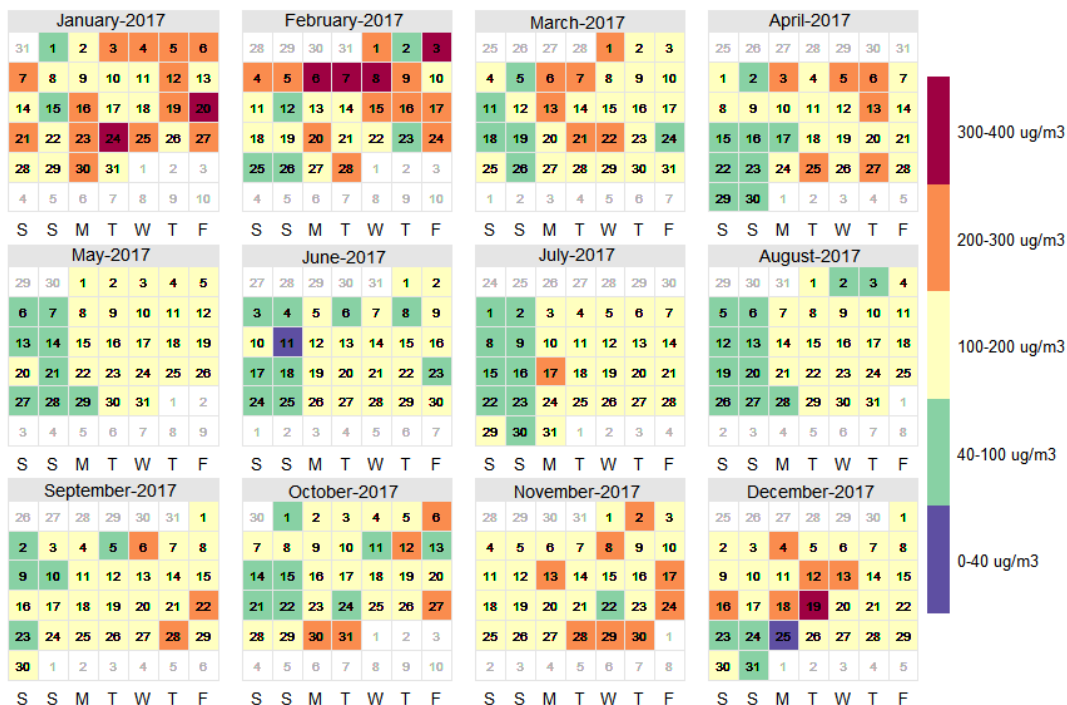 January-2017 February-2017 March-2017 April-2017
31 1 2 3 4 5 6 28 29 30 31 1 2 3 25 26 27 28 1 2 3 25 26 27 28 29 30 31
7 8 9 10 11 12 13 4 5 6 7 8 9 10 4 5 6 7 8 9 10 1 2 3 4 5 6 7
14 15 16 17 18 19 20 11 12 13 14 15 16 17 11 12 13 14 15 16 17 8 9 10 11 12 13 14
300-400 ug/m3
21 22 23 24 25 26 27 18 19 20 21 22 23 24 18 19 20 21 22 23 24 15 16 17 18 19 20 21
28 29 30 31 1 2 3 25 26 27 28 1 2 3 25 26 27 28 29 30 31 22 23 24 25 26 27 28
4 5 6 7 8 9 10 4 5 6 7 8 9 10 1 2 3 4 5 6 7 29 30 1 2 3 4 5
S S M T W T F S S M T W T F S S M T W T F S S M T W T F
200-300 ug/m3
May-2017 June-2017 July-2017 August-2017
29 30 1 2 3 4 5 27 28 29 30 31 1 2 24 25 26 27 28 29 30 29 30 31 1 2 3 4
6 7 8 9 10 11 12 3 4 5 6 7 8 9 1 2 3 4 5 6 7 5 6 7 8 9 10 11
13 14 15 16 17 18 19 10 11 12 13 14 15 16 8 9 10 11 12 13 14 12 13 14 15 16 17 18
100-200 ug/m3
20 21 22 23 24 25 26 17 18 19 20 21 22 23 15 16 17 18 19 20 21 19 20 21 22 23 24 25
27 28 29 30 31 1 2 24 25 26 27 28 29 30 22 23 24 25 26 27 28 26 27 28 29 30 31 1
3 4 5 6 7 8 9 1 2 3 4 5 6 7 29 30 31 1 2 3 4 2 3 4 5 6 7 8
S S M T W T F S S M T W T F S S M T W T F S S M T W T F
40-100 ug/m3
September-2017 October-2017 November-2017 December-2017
26 27 28 29 30 31 1 30 1 2 3 4 5 6 28 29 30 31 1 2 3 25 26 27 28 29 30 1
2 3 4 5 6 7 8 7 8 9 10 11 12 13 4 5 6 7 8 9 10 2 3 4 5 6 7 8
0-40 ug/m3
9 10 11 12 13 14 15 14 15 16 17 18 19 20 11 12 13 14 15 16 17 9 10 11 12 13 14 15
16 17 18 19 20 21 22 21 22 23 24 25 26 27 18 19 20 21 22 23 24 16 17 18 19 20 21 22
23 24 25 26 27 28 29 28 29 30 31 1 2 3 25 26 27 28 29 30 1 23 24 25 26 27 28 29
30 1 2 3 4 5 6 4 5 6 7 8 9 10 2 3 4 5 6 7 8 30 31 1 2 3 4 5
S S M T W T F S S M T W T F S S M T W T F S S M T W T F